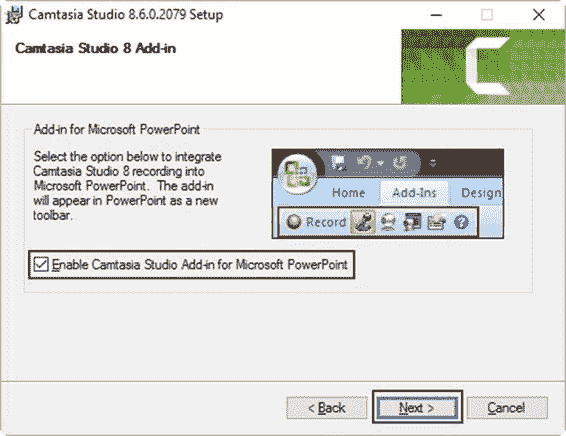 Camtasia Studio 8.6.0.2079 Setup
Camtasia Studio 8 Add-in
Add-in for Microsoft PowerPoint
Select the option below to integrate
Camtasia Studio 8 recording into
Microsoft PowerPoint. The add-in
will appear in PowerPoint as a new
toolbar.
Home Add-Ins Design
Record
Enable Camtasia Studio Add-in for Microsoft PowerPoint
< Back Next > Cancel